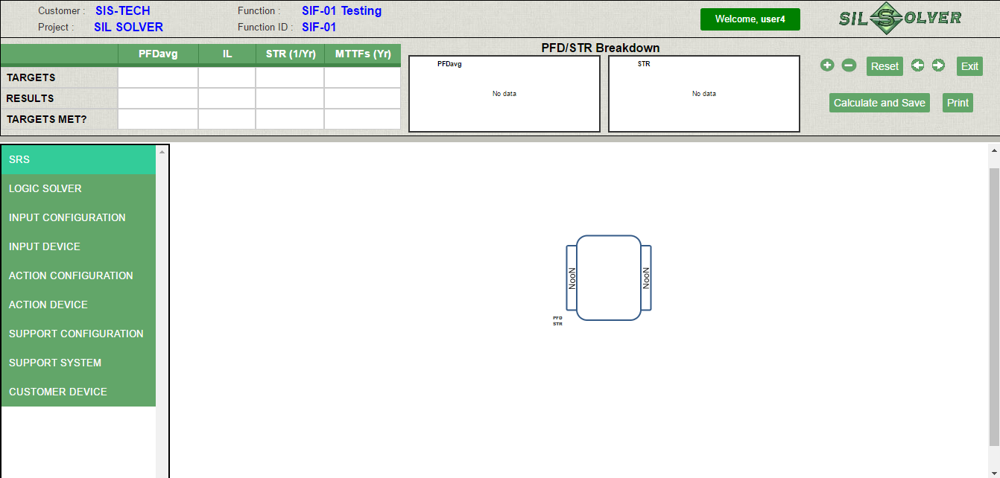 Customer : SIS-TECH
Function : SIF-01 Testing
Project : SIL SOLVER
Function ID : SIF-01
Welcome, user4
SIL SOLVER
PFDavg IL STR (1/Yr) MTTFs (Yr)
TARGETS
RESULTS
TARGETS MET?
PFD/STR Breakdown
PFDavg
No data
STR
No data
Reset
Exit
Calculate and Save
Print
SRS
LOGIC SOLVER
INPUT CONFIGURATION
INPUT DEVICE
ACTION CONFIGURATION
ACTION DEVICE
SUPPORT CONFIGURATION
SUPPORT SYSTEM
CUSTOMER DEVICE
NooN
NooN
PFD
STR